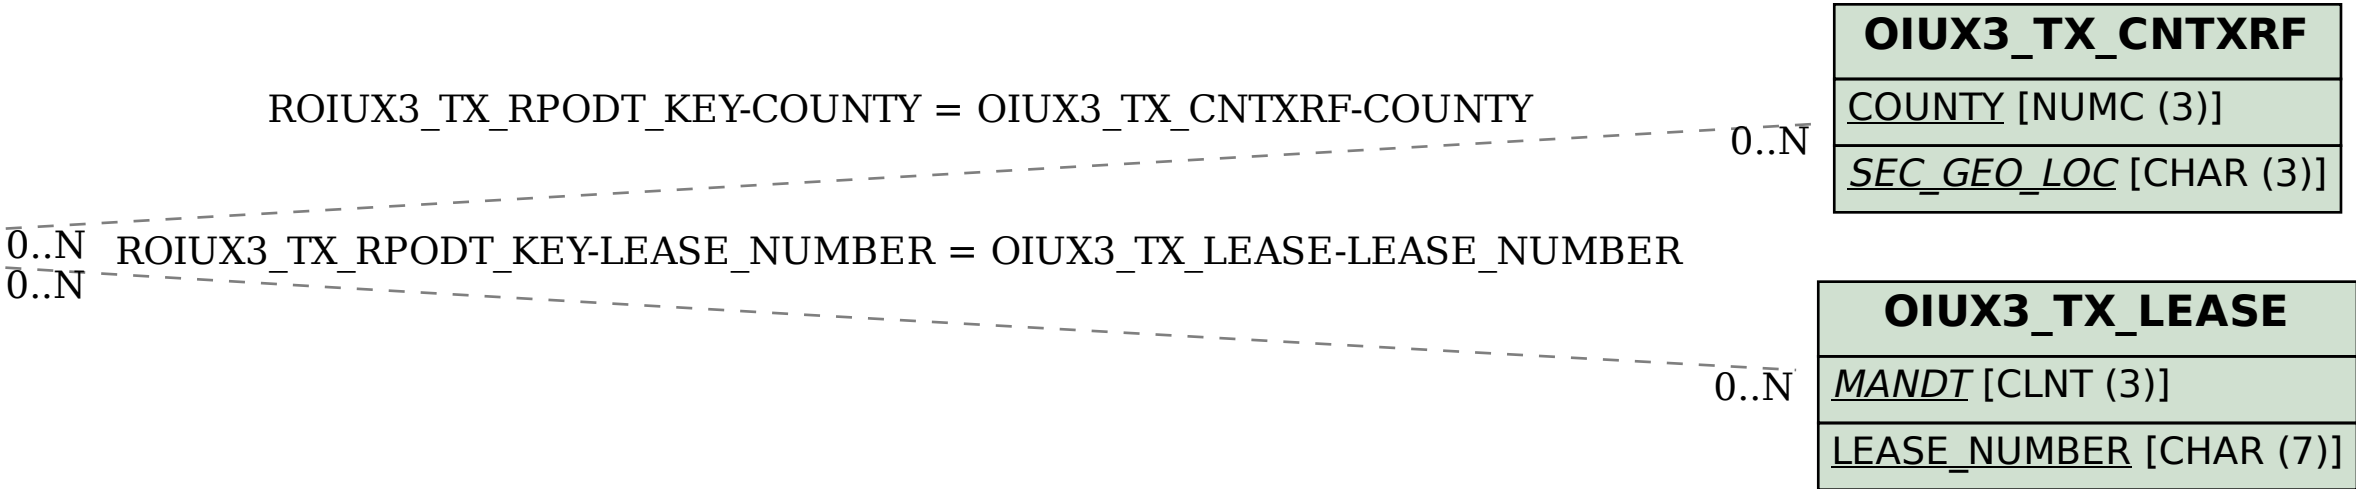 OIUX3_TX_CNTXRF
ROIUX3_TX_RPODT_KEY-COUNTY = OIUX3_TX_CNTXRF-COUNTY
COUNTY [NUMC (3)]
0..N
SEC_GEO_LOC [CHAR (3)]
0..N
ROIUX3_TX_RPODT_KEY-LEASE_NUMBER = OIUX3_TX_LEASE-LEASE_NUMBER
0..N
OIUX3_TX_LEASE
0..N
MANDT [CLNT (3)]
LEASE_NUMBER [CHAR (7)]